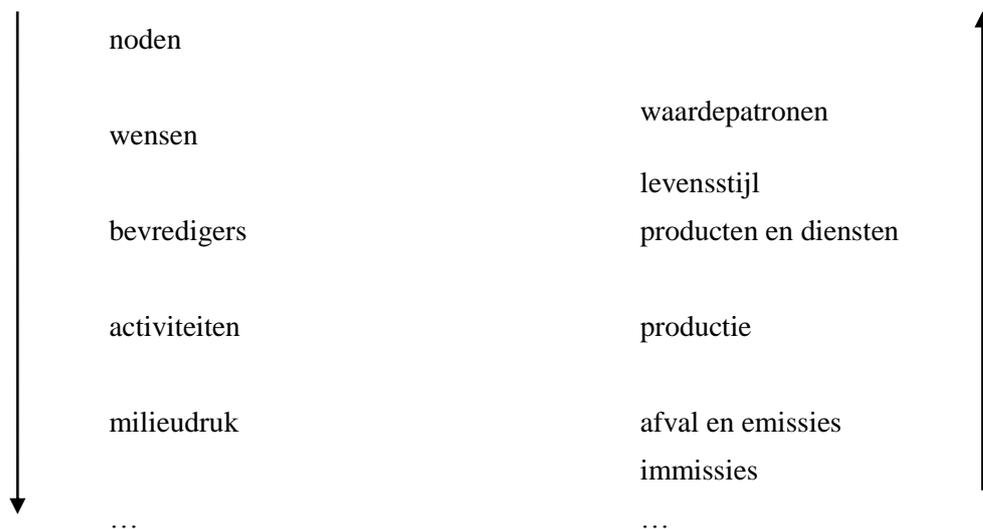 noden
waardepatronen
wensen
levensstijl
bevredigers
producten en diensten
activiteiten
productie
milieudruk
afval en emissies
immissies
…
…